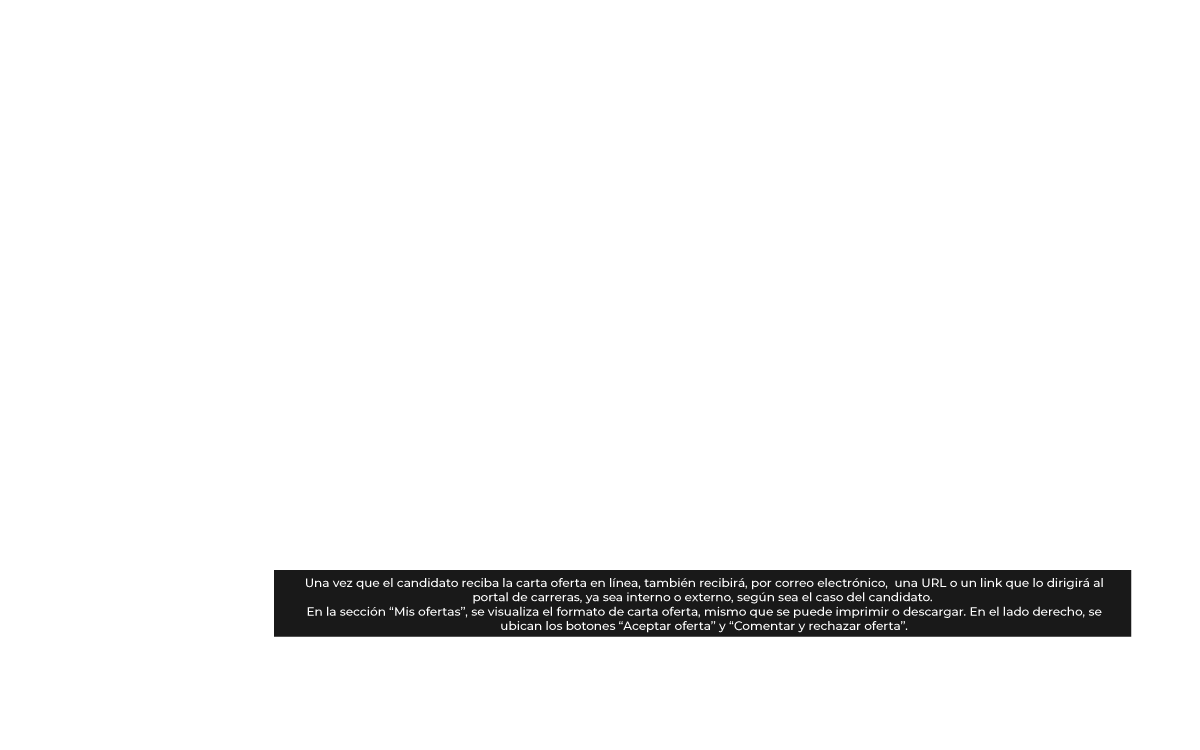 Una vez que el candidato reciba la carta oferta en línea, también recibirá, por correo electrónico,  una URL o un link que lo dirigirá al
portal de carreras, ya sea interno o externo, según sea el caso del candidato.
En la sección “Mis ofertas”, se visualiza el formato de carta oferta, mismo que se puede imprimir o descargar. En el lado derecho, se
ubican los botones “Aceptar oferta” y “Comentar y rechazar oferta”.